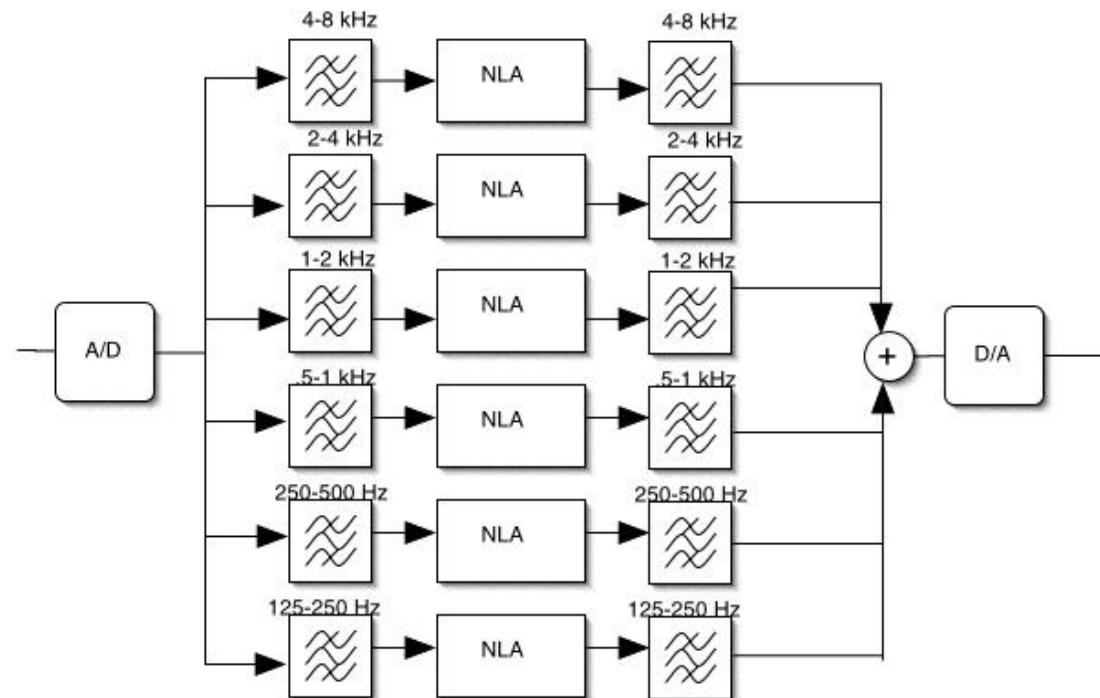 4-8 kHz
4-8 kHz
NLA
2-4 kHz
2-4 kHz
NLA
1-2 kHz
1-2 kHz
NLA
A/D
+
D/A
.5-1 kHz
.5-1 kHz
NLA
250-500 Hz
250-500 Hz
NLA
125-250 Hz
125-250 Hz
NLA